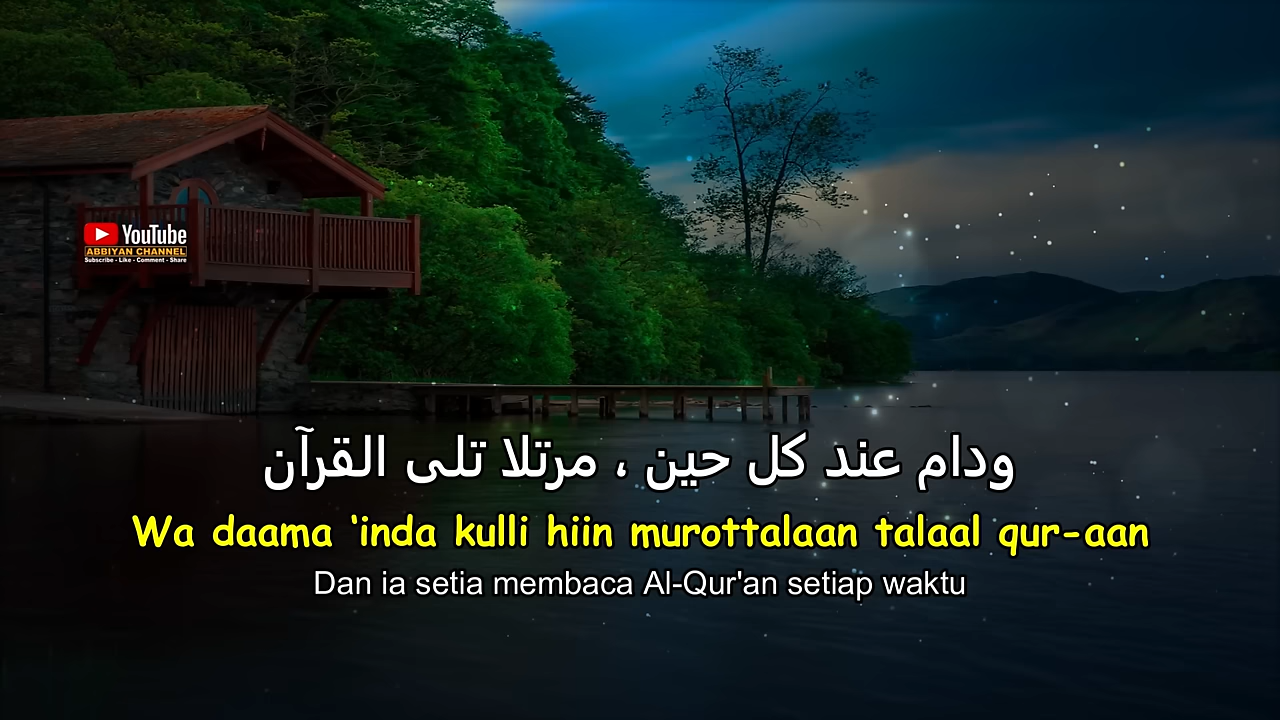 YouTube
ABBIYAN CHANNEL
Subscribe - Like - Comment - Share
ودام عند كل حين ، مرتلا تلى القرآن
Wa daama ‘inda kulli hiin murottalaan talaal qur-aan
Dan ia setia membaca Al-Qur'an setiap waktu